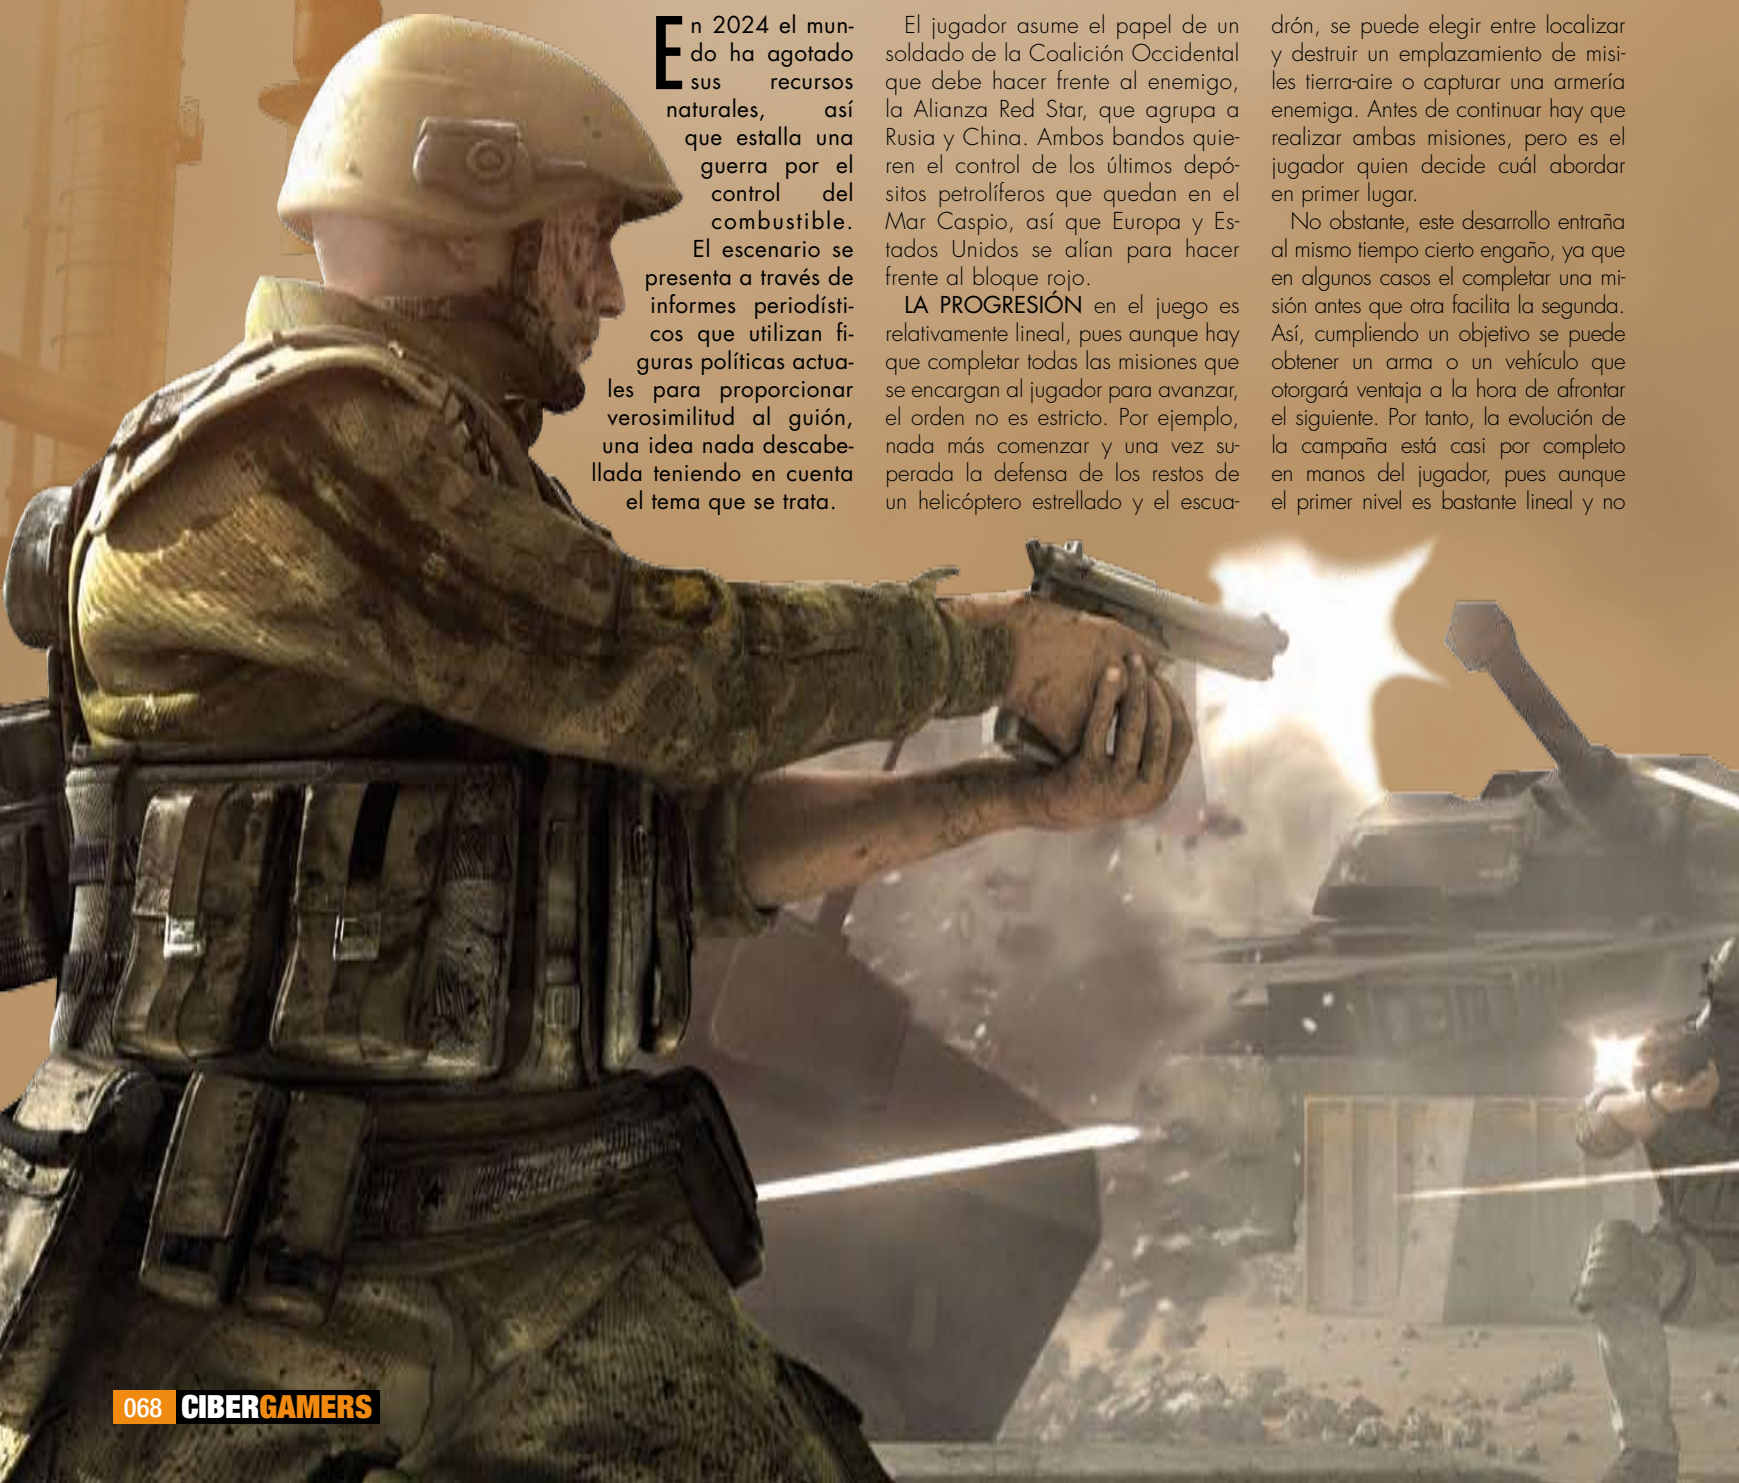 En 2024 el mun-
do ha agotado
sus recursos
naturales, así
que estalla una
guerra por el
control del
combustible.
El escenario se
presenta a través de
informes periodísti-
cos que utilizan fi-
guras políticas actua-
les para proporcionar
verosimilitud al guión,
una idea nada descabe-
llada teniendo en cuenta
el tema que se trata.
El jugador asume el papel de un
soldado de la Coalición Occidental
que debe hacer frente al enemigo,
la Alianza Red Star, que agrupa a
Rusia y China. Ambos bandos quie-
ren el control de los últimos depó-
sitos petrolíferos que quedan en el
Mar Caspio, así que Europa y Es-
tados Unidos se alían para hacer
frente al bloque rojo.
LA PROGRESIÓN en el juego es
relativamente lineal, pues aunque hay
que completar todas las misiones que
se encargan al jugador para avanzar,
el orden no es estricto. Por ejemplo,
nada más comenzar y una vez su-
perada la defensa de los restos de
un helicóptero estrellado y el escua-
drón, se puede elegir entre localizar
y destruir un emplazamiento de misi-
les tierra-aire o capturar una armería
enemiga. Antes de continuar hay que
realizar ambas misiones, pero es el
jugador quien decide cuál abordar
en primer lugar.
No obstante, este desarrollo entraña
al mismo tiempo cierto engaño, ya que
en algunos casos el completar una mi-
sión antes que otra facilita la segunda.
Así, cumpliendo un objetivo se puede
obtener un arma o un vehículo que
otorgará ventaja a la hora de afrontar
el siguiente. Por tanto, la evolución de
la campaña está casi por completo
en manos del jugador, pues aunque
el primer nivel es bastante lineal y no
068 CIBERGAMERS